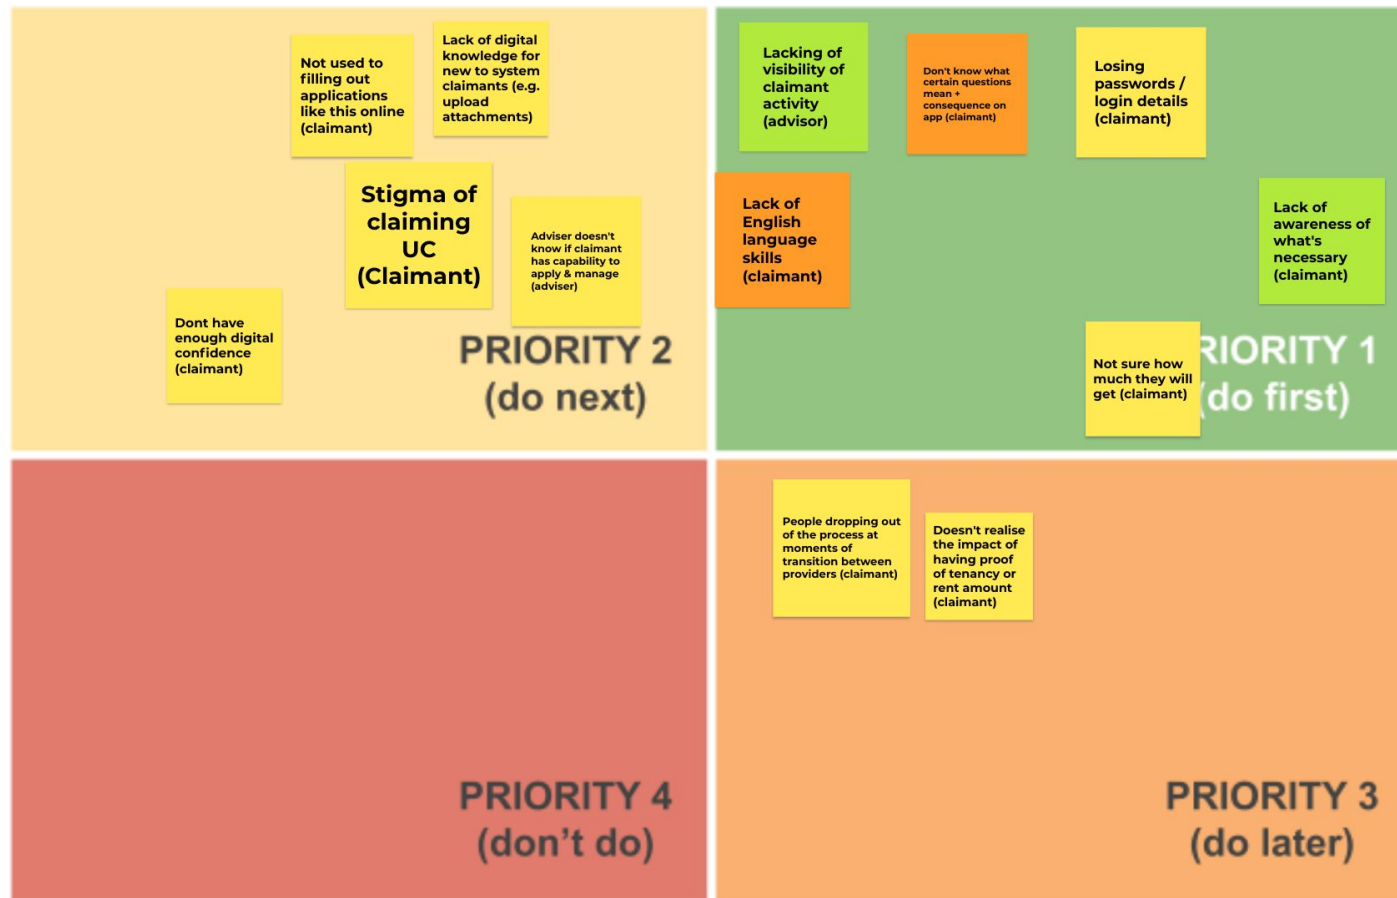 Not used to
filling out
applications
like this online
(claimant)
Lack of digital
knowledge for
new to system
claimants (e.g.
upload
attachments)
Stigma of
claiming
UC
(Claimant)
Adviser doesn't
know if claimant
has capability to
apply & manage
(adviser)
Dont have
enough digital
confidence
(claimant)
PRIORITY 2
(do next)
Lacking of
visibility of
claimant
activity
(advisor)
Don't know what
certain questions
mean +
consequence on
app (claimant)
Losing
passwords /
login details
(claimant)
Lack of
English
language
skills
(claimant)
Lack of
awareness of
what's
necessary
(claimant)
Not sure how
much they will
get (claimant)
RIORITY 1
(do first)
PRIORITY 4
(don't do)
People dropping out
of the process at
moments of
transition between
providers (claimant)
Doesn't realise
the impact of
having proof
of tenancy or
rent amount
(claimant)
PRIORITY 3
(do later)